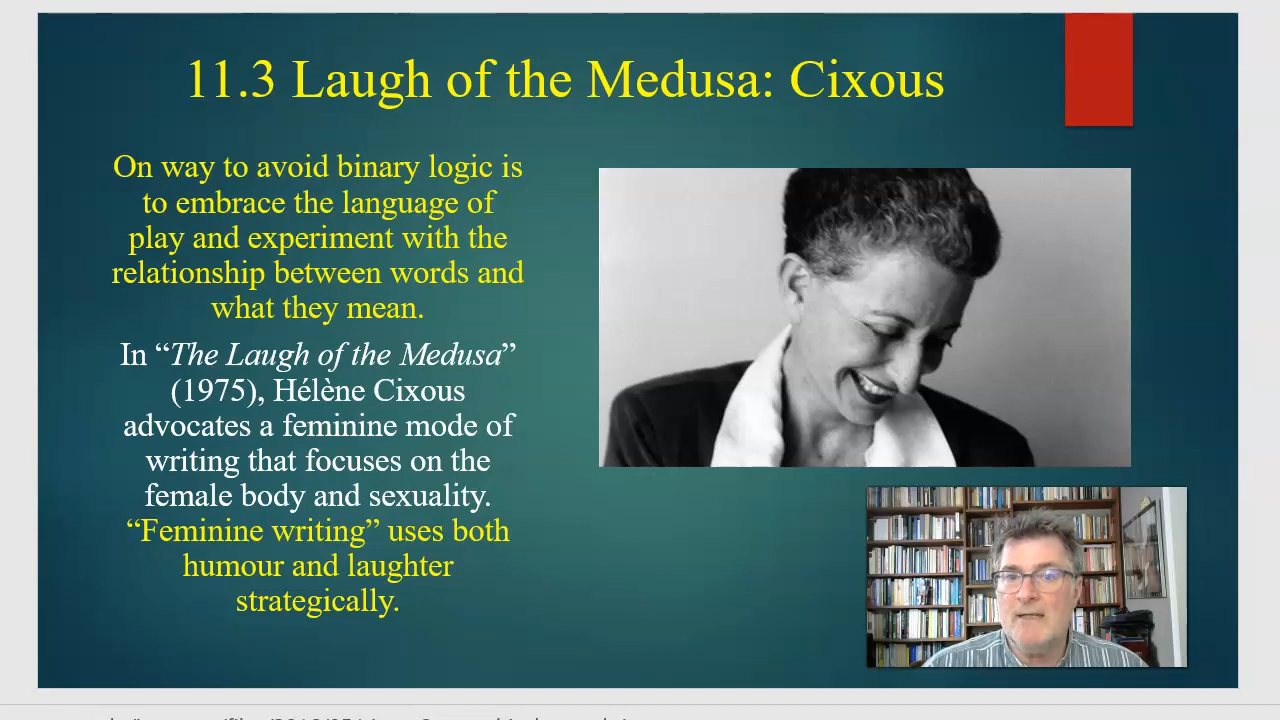 11.3 Laugh of the Medusa: Cixous
On way to avoid binary logic is
to embrace the language of
play and experiment with the
relationship between words and
what they mean.
In “The Laugh of the Medusa”
(1975), Hélène Cixous
advocates a feminine mode of
writing that focuses on the
female body and sexuality.
“Feminine writing” uses both
humour and laughter
strategically.